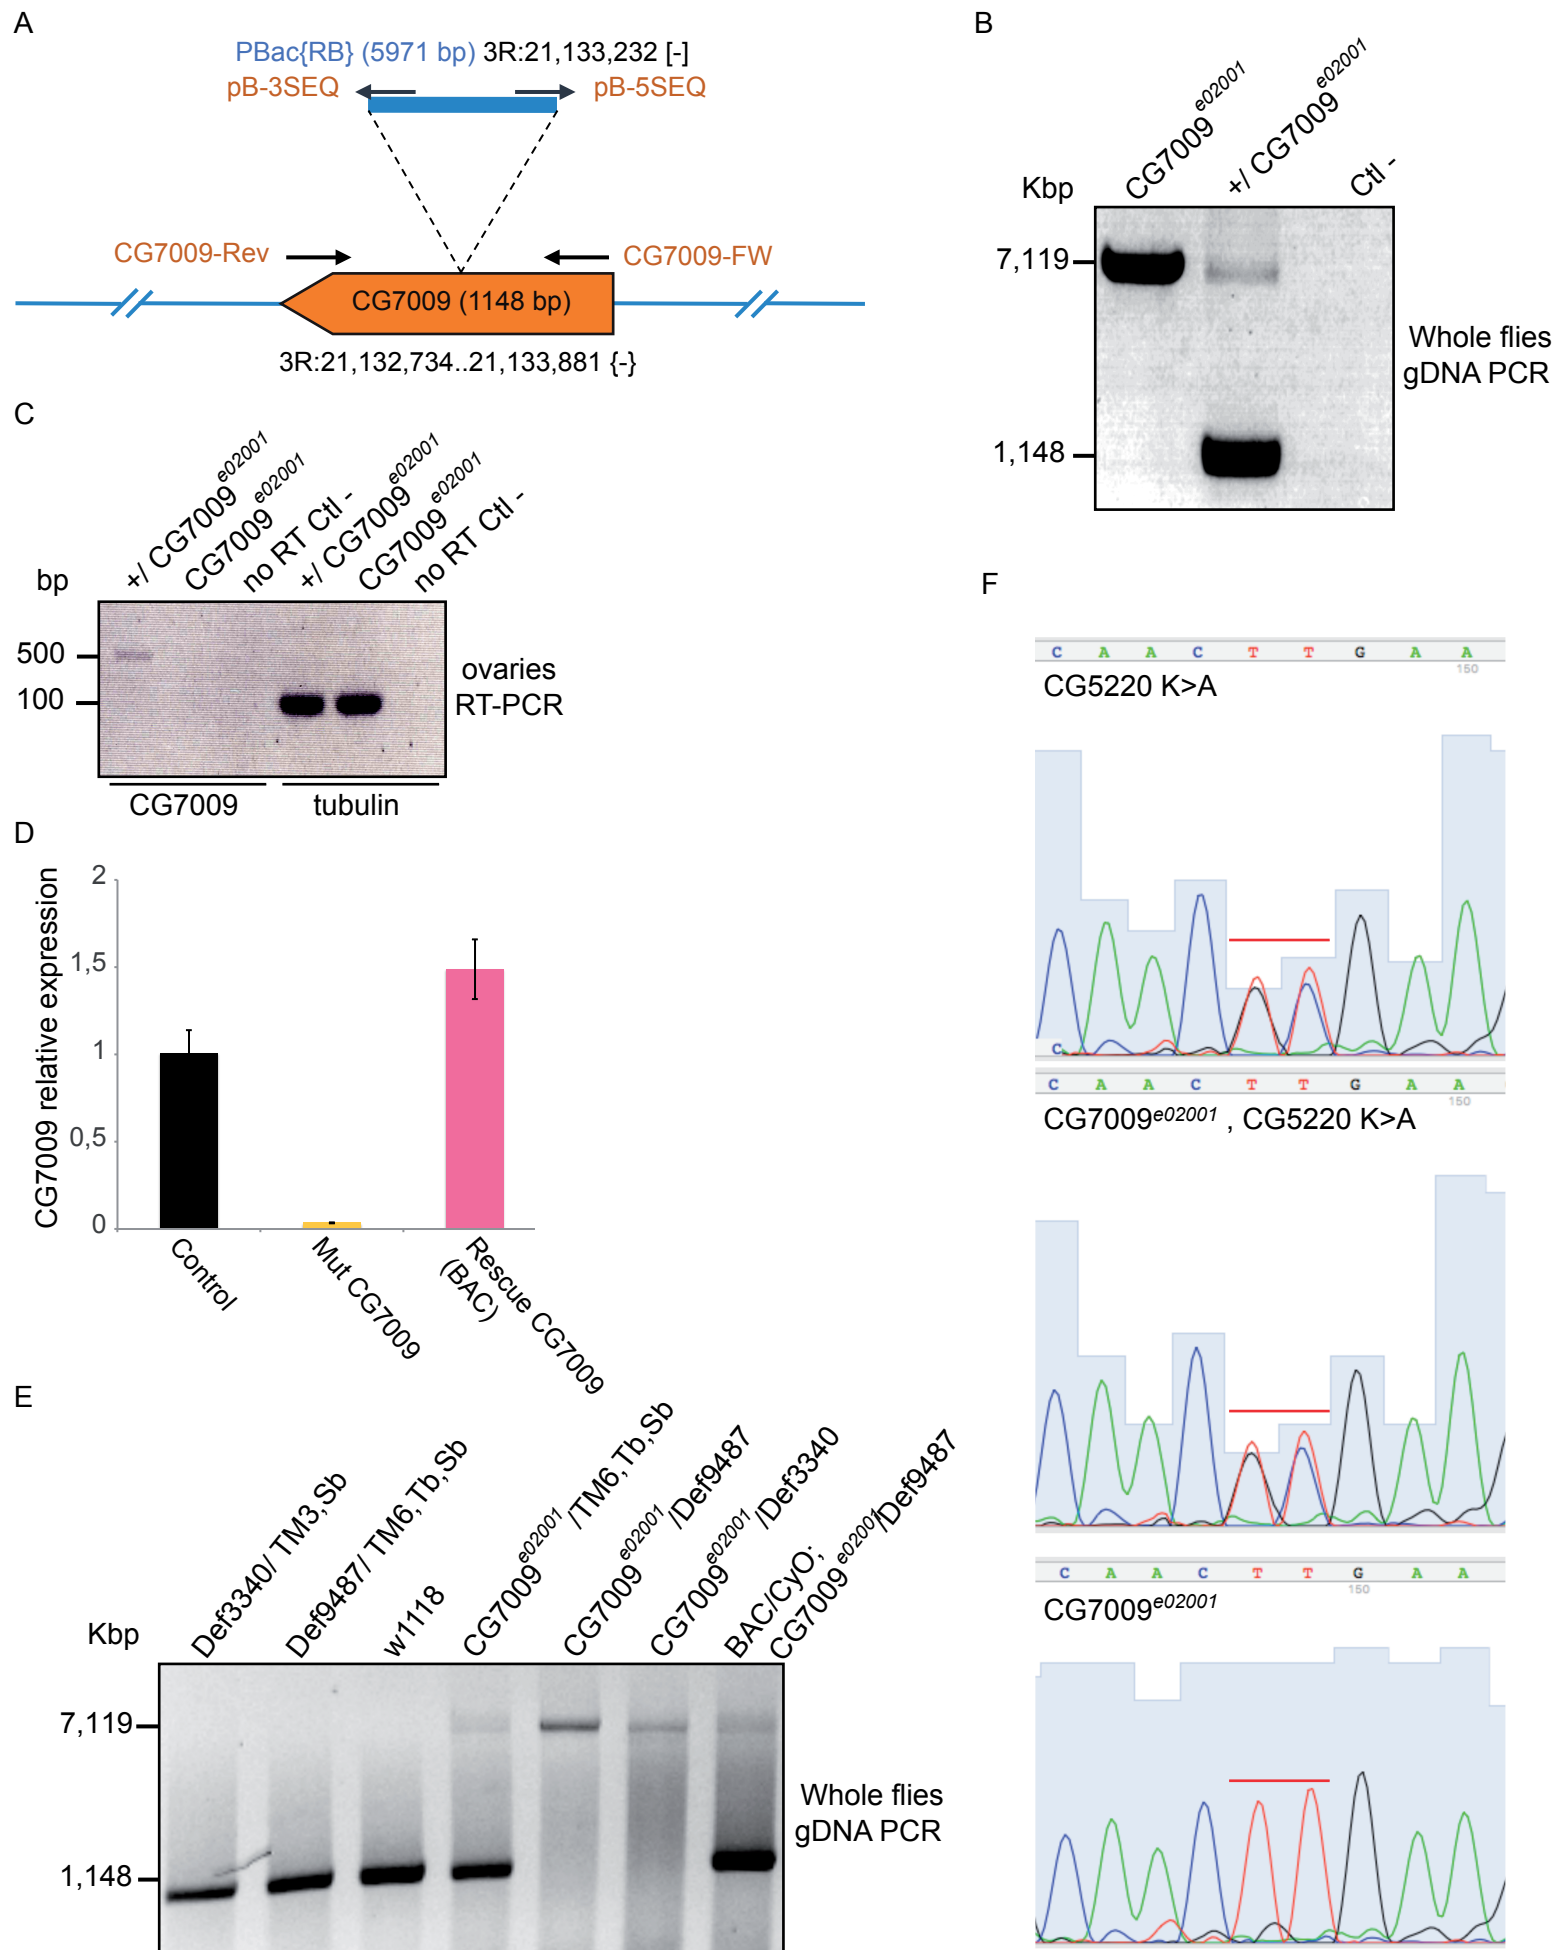 A
PBac{RB} (5971 bp) 3R:21,133,232 [-]
pB-3SEQ
pB-5SEQ
CG7009-Rev
CG7009-FW
CG7009 (1148 bp)
3R:21,132,734..21,133,881 {-}
B
Kbp
CG7009e02001
+/ CG7009e02001
Ctl -
7,119
1,148
Whole flies
gDNA PCR
C
bp
+/ CG7009e02001
CG7009e02001
no RT Ctl -
+/ CG7009e02001
CG7009e02001
no RT Ctl -
500
100
ovaries
RT-PCR
CG7009
tubulin
D
CG7009 relative expression
2
1,5
1
0,5
0
Control
Mut CG7009
Rescue CG7009
(BAC)
E
Kbp
Def3340/ TM3,Sb
Def9487/ TM6,Tb,Sb
w1118
CG7009e02001/TM6,Tb,Sb
CG7009e02001/Def9487
CG7009e02001/Def3340
BAC/CyO;
CG7009e02001/Def9487
7,119
1,148
Whole flies
gDNA PCR
F
C A A C T T G A A
150
CG5220 K>A
C
C A A C T T G A A
150
CG7009e02001 , CG5220 K>A
C A A C T T G A A
150
CG7009e02001